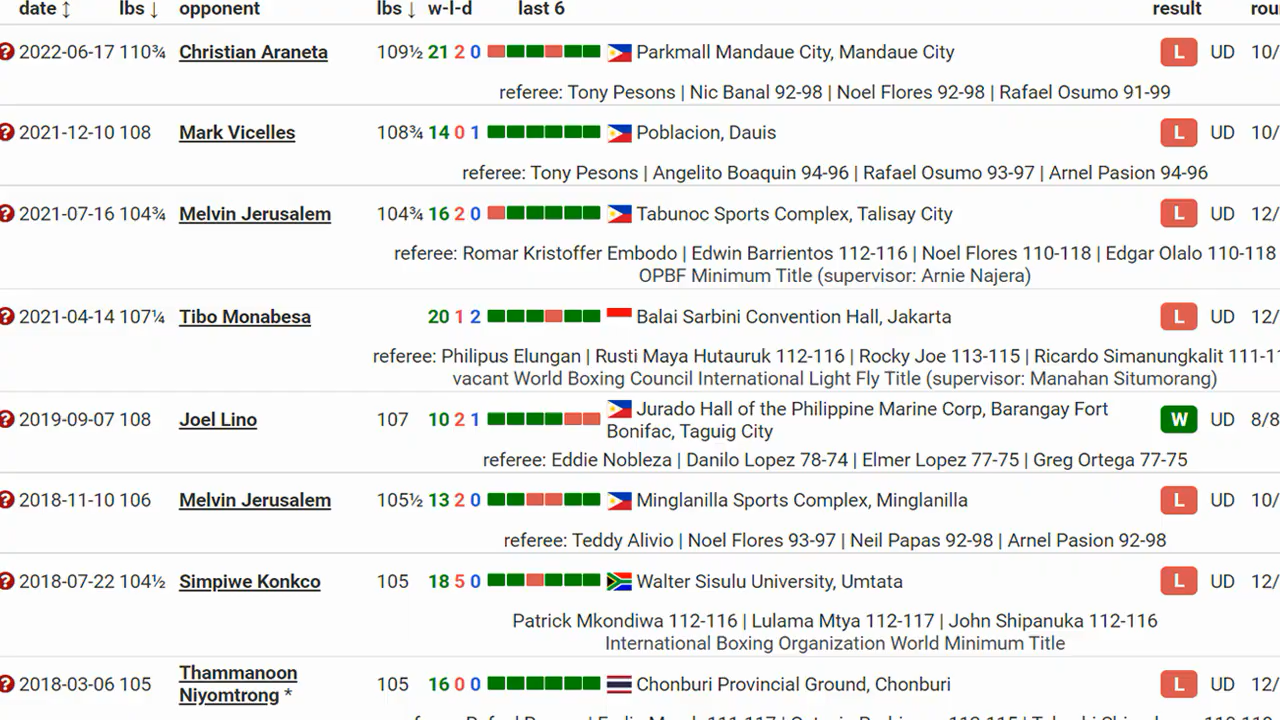 date ↕ lbs ↓ opponent lbs ↓ w-l-d last 6 result
2022-06-17 110¾ Christian Araneta 109½ 21 2 0 Parkmall Mandaue City, Mandaue City L UD 10/
referee: Tony Pesons | Nic Banal 92-98 | Noel Flores 92-98 | Rafael Osumo 91-99
2021-12-10 108 Mark Vicelles 108¾ 14 0 1 Poblacion, Dauis L UD 10/
referee: Tony Pesons | Angelito Boaquin 94-96 | Rafael Osumo 93-97 | Arnel Pasion 94-96
2021-07-16 104¾ Melvin Jerusalem 104¾ 16 2 0 Tabunoc Sports Complex, Talisay City L UD 12/
referee: Romar Kristoffer Embodo | Edwin Barrientos 112-116 | Noel Flores 110-118 | Edgar Olalo 110-118
OPBF Minimum Title (supervisor: Arnie Najera)
2021-04-14 107¼ Tibo Monabesa 20 1 2 Balai Sarbini Convention Hall, Jakarta L UD 12/
referee: Philipus Elungan | Rusti Maya Hutauruk 112-116 | Rocky Joe 113-115 | Ricardo Simanungkalit 111-11
vacant World Boxing Council International Light Fly Title (supervisor: Manahan Situmorang)
2019-09-07 108 Joel Lino 107 10 2 1 Jurado Hall of the Philippine Marine Corp, Barangay Fort W UD 8/8
Bonifac, Taguig City
referee: Eddie Nobleza | Danilo Lopez 78-74 | Elmer Lopez 77-75 | Greg Ortega 77-75
2018-11-10 106 Melvin Jerusalem 105½ 13 2 0 Minglanilla Sports Complex, Minglanilla L UD 10/
referee: Teddy Alivio | Noel Flores 93-97 | Neil Papas 92-98 | Arnel Pasion 92-98
2018-07-22 104½ Simpiwe Konkco 105 18 5 0 Walter Sisulu University, Umtata L UD 12/
Patrick Mkondiwa 112-116 | Lulama Mtya 112-117 | John Shipanuka 112-116
International Boxing Organization World Minimum Title
2018-03-06 105 Thammanoon 105 16 0 0 Chonburi Provincial Ground, Chonburi L UD 12/
Niyomtrong *